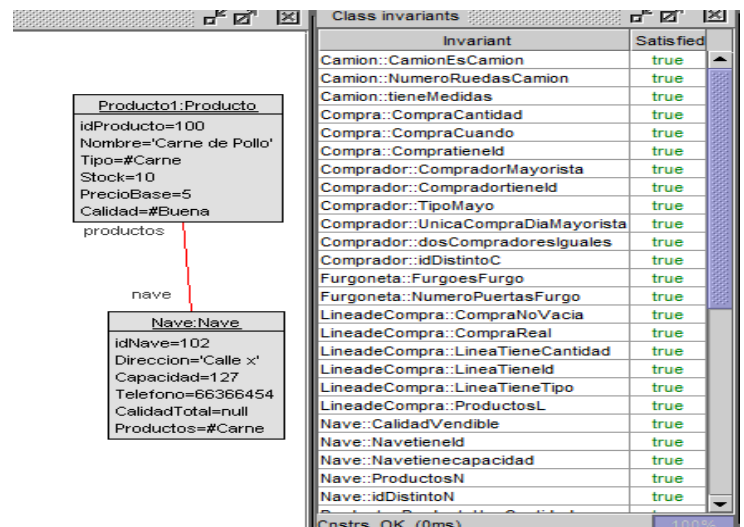 Producto1:Producto
idProducto=100
Nombre='Carne de Pollo'
Tipo=#Carne
Stock=10
PrecioBase=5
Calidad=#Buena
productos
nave
Nave:Nave
idNave=102
Direccion='Calle x'
Capacidad=127
Telefono=66366454
CalidadTotal=null
Productos=#Carne
Class invariants
Invariant Satisfied
Camion::CamionEsCamion true
Camion::NumeroRuedasCamion true
Camion::tieneMedidas true
Compra::CompraCantidad true
Compra::CompraCuando true
Compra::CompratieneId true
Comprador::CompradorMayorista true
Comprador::CompradortieneId true
Comprador::TipoMayo true
Comprador::UnicaCompraDiaMayorista true
Comprador::dosCompradoresIguales true
Comprador::idDistintoC true
Furgoneta::FurgoesFurgo true
Furgoneta::NumeroPuertasFurgo true
LineadeCompra::CompraNoVacia true
LineadeCompra::CompraReal true
LineadeCompra::LineaTieneCantidad true
LineadeCompra::LineaTieneId true
LineadeCompra::LineaTieneTipo true
LineadeCompra::ProductosL true
Nave::CalidadVendible true
Nave::NavetieneId true
Nave::Navetienecapacidad true
Nave::ProductosN true
Nave::idDistintoN true
Cnstrs. OK. (0ms) 100%